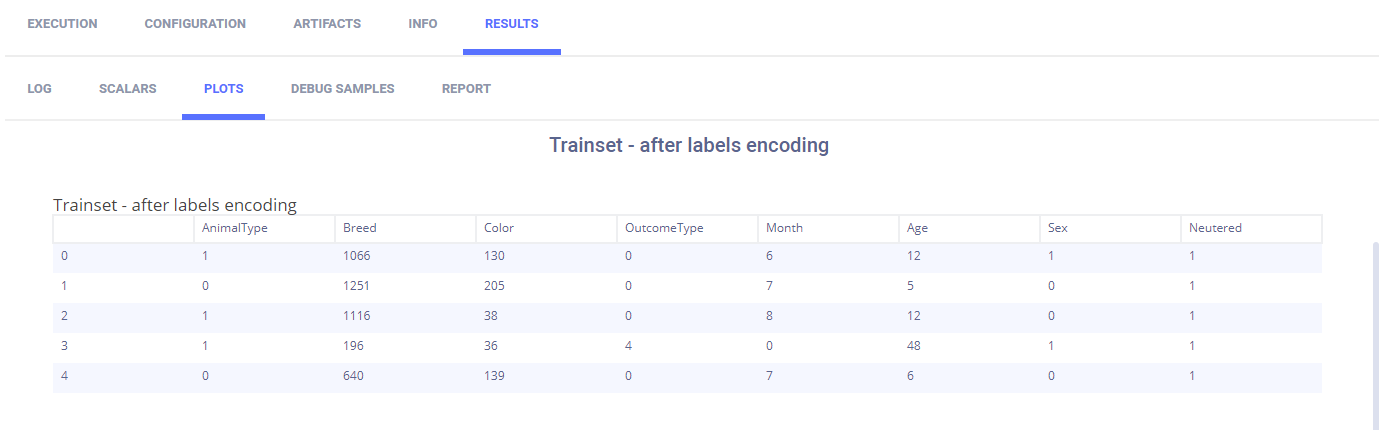 EXECUTION CONFIGURATION ARTIFACTS INFO RESULTS
LOG SCALARS PLOTS DEBUG SAMPLES REPORT
Trainset - after labels encoding
Trainset - after labels encoding
AnimalType Breed Color OutcomeType Month Age Sex Neutered
0 1 1066 130 0 6 12 1 1
1 0 1251 205 0 7 5 0 1
2 1 1116 38 0 8 12 0 1
3 1 196 36 4 0 48 1 1
4 0 640 139 0 7 6 0 1